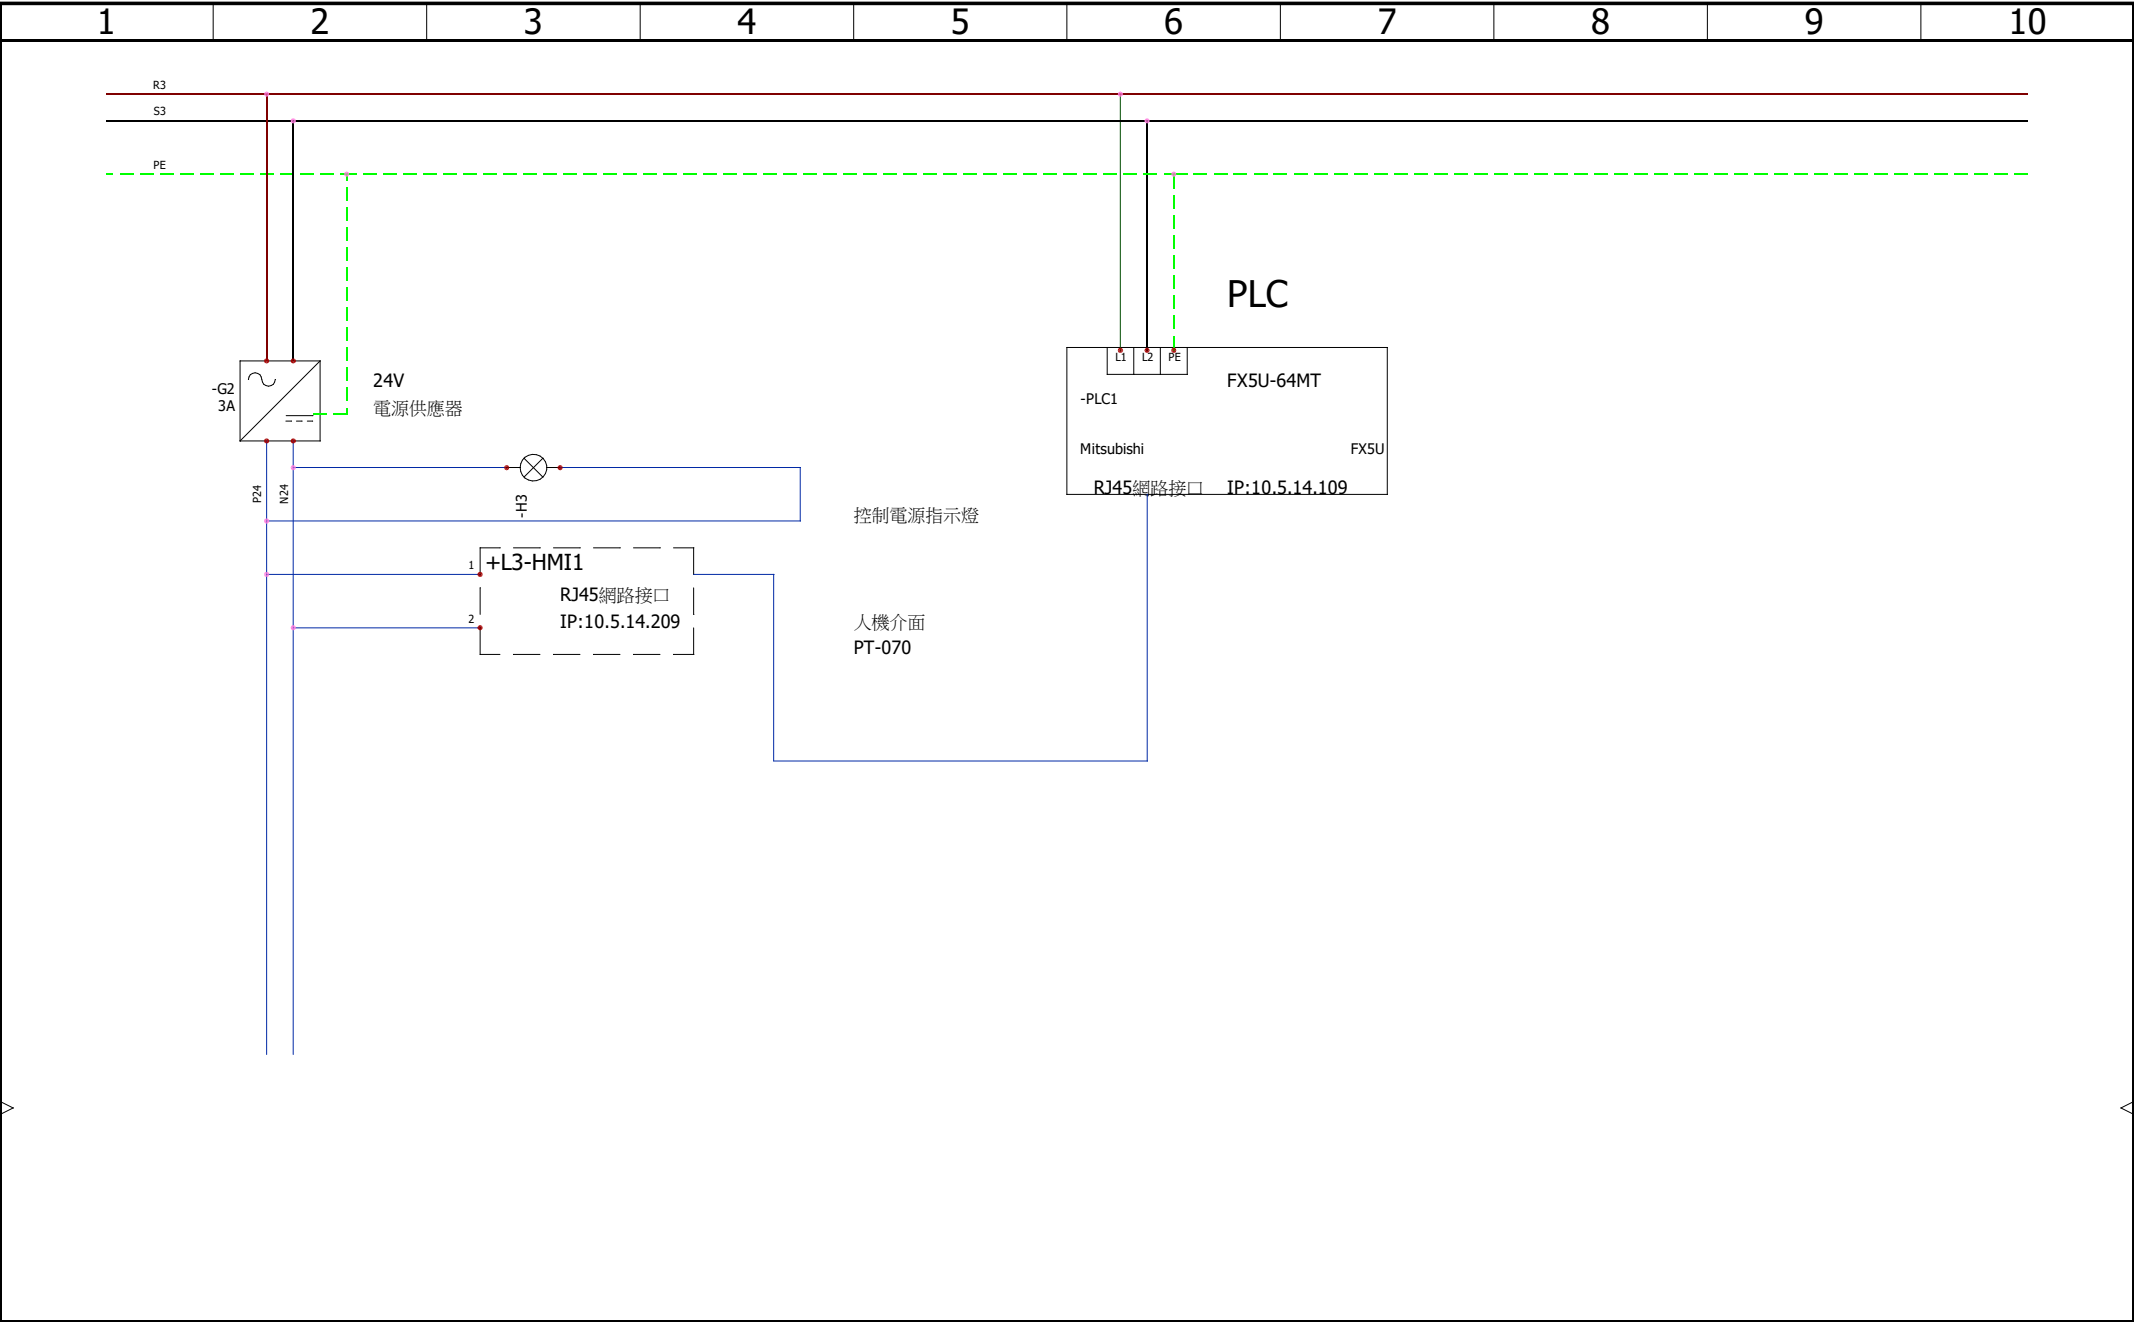 1 2 3 4 5 6 7 8 9 10
R3
S3
PE
PLC
L1 L2 PE
-G2
3A
24V
電源供應器
-PLC1
FX5U-64MT
Mitsubishi
FX5U
RJ45網路接口
IP:10.5.14.109
P24
N24
-H3
控制電源指示燈
+L3-HMI1
1
RJ45網路接口
2
IP:10.5.14.209
人機介面
PT-070